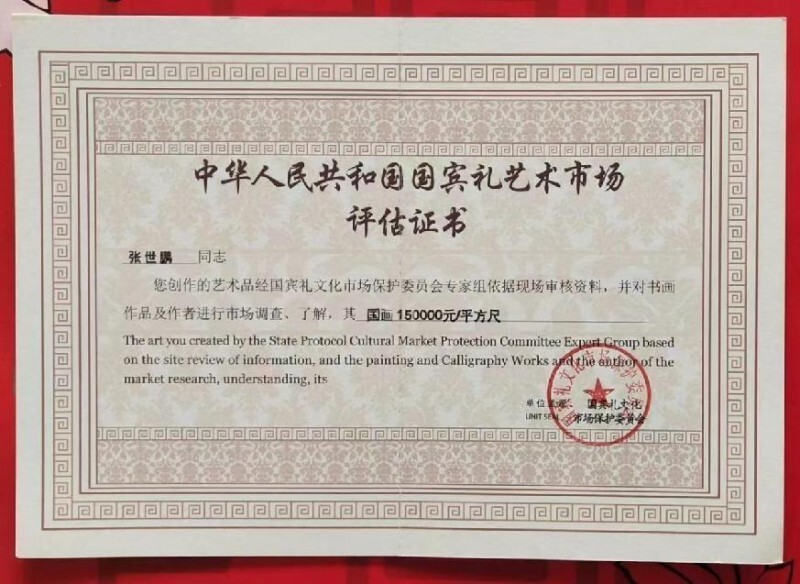 中华人民共和国国宾礼艺术市场
评估证书
张世鹏 同志
您创作的艺术品经国宾礼文化市场保护委员会专家组依据现场审核资料，并对书画
作品及作者进行市场调查、了解，其 国画 150000元/平方尺
The art you created by the State Protocol Cultural Market Protection Committee Expert Group based
on the site review of information, and the painting and Calligraphy Works and the author of the
market research, understanding, its
单位盖章： 国宾礼文化
UNIT SEAL 市场保护委员会